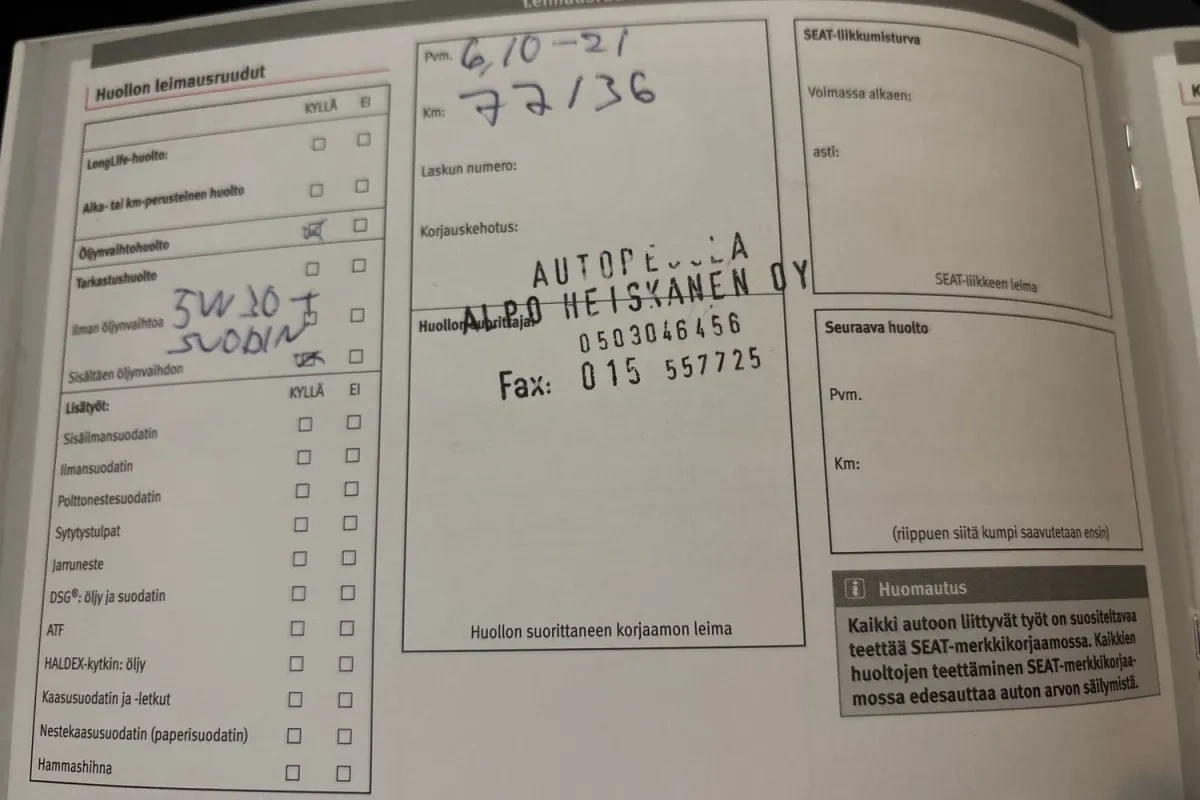 Huollon leimausruudut
KYLLÄ EI
LongLife-huolto:
Aika- tai km-perusteinen huolto
Öljynvaihtohuolto
Tarkastushuolto
Ilman öljynvaihtoa
5W30 +
SUODIN
Sisältäen öljynvaihdon
Lisätyöt: KYLLÄ EI
Sisäilmansuodatin
Ilmansuodatin
Polttonestesuodatin
Sytytystulpat
Jarruneste
DSG®: öljy ja suodatin
ATF
HALDEX-kytkin: öljy
Kaasusuodatin ja -letkut
Nestekaasusuodatin (paperisuodatin)
Hammashihna
Pvm. 6,10-21
Km: 77136
Laskun numero:
Korjauskehotus:
ALPO HEISKANEN OY
Huollon suorittaja:
0503046456
Fax: 015 557725
Huollon suorittaneen korjaamon leima
SEAT-liikkumisturva
Voimassa alkaen:
asti:
SEAT-liikkeen leima
Seuraava huolto
Pvm.
Km:
(riippuen siitä kumpi saavutetaan ensin)
i Huomautus
Kaikki autoon liittyvät työt on suositeltavaa
teettää SEAT-merkkikorjaamossa. Kaikkien
huoltojen teettäminen SEAT-merkkikorjaa-
mossa edesauttaa auton arvon säilymistä.